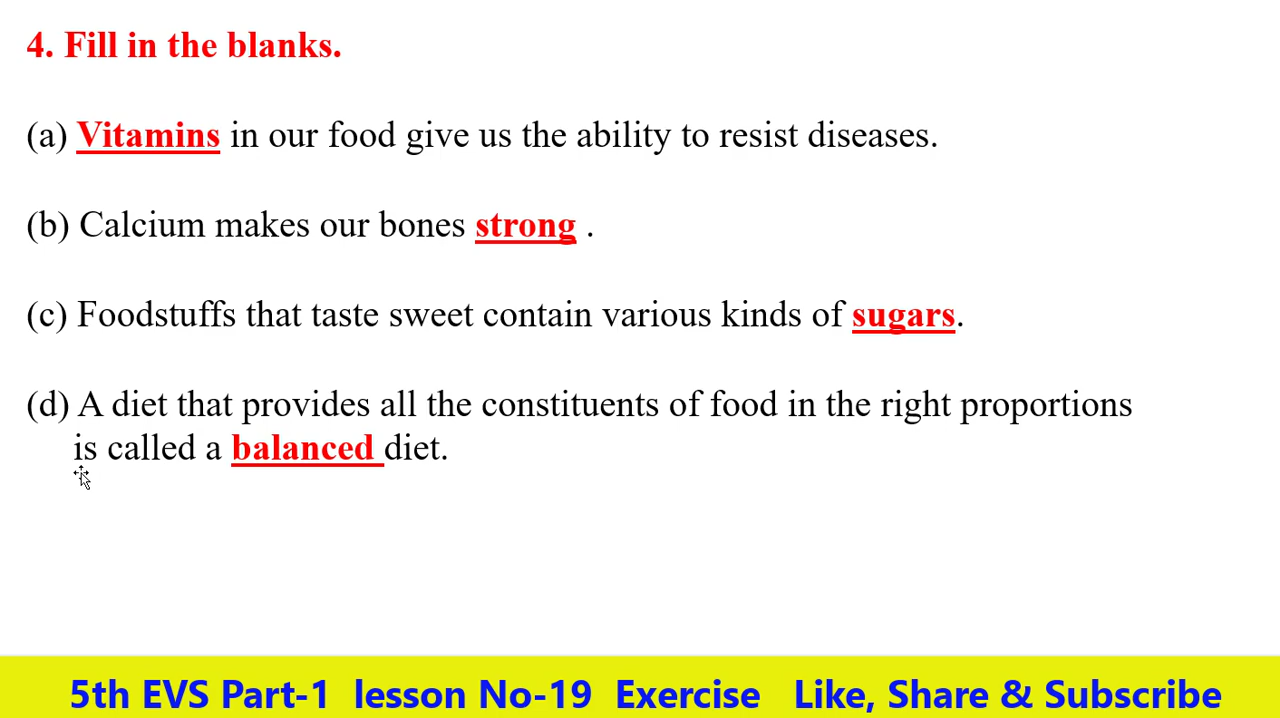 4. Fill in the blanks.
(a) Vitamins in our food give us the ability to resist diseases.
(b) Calcium makes our bones strong .
(c) Foodstuffs that taste sweet contain various kinds of sugars.
(d) A diet that provides all the constituents of food in the right proportions
is called a balanced diet.
5th EVS Part-1 lesson No-19 Exercise Like, Share & Subscribe